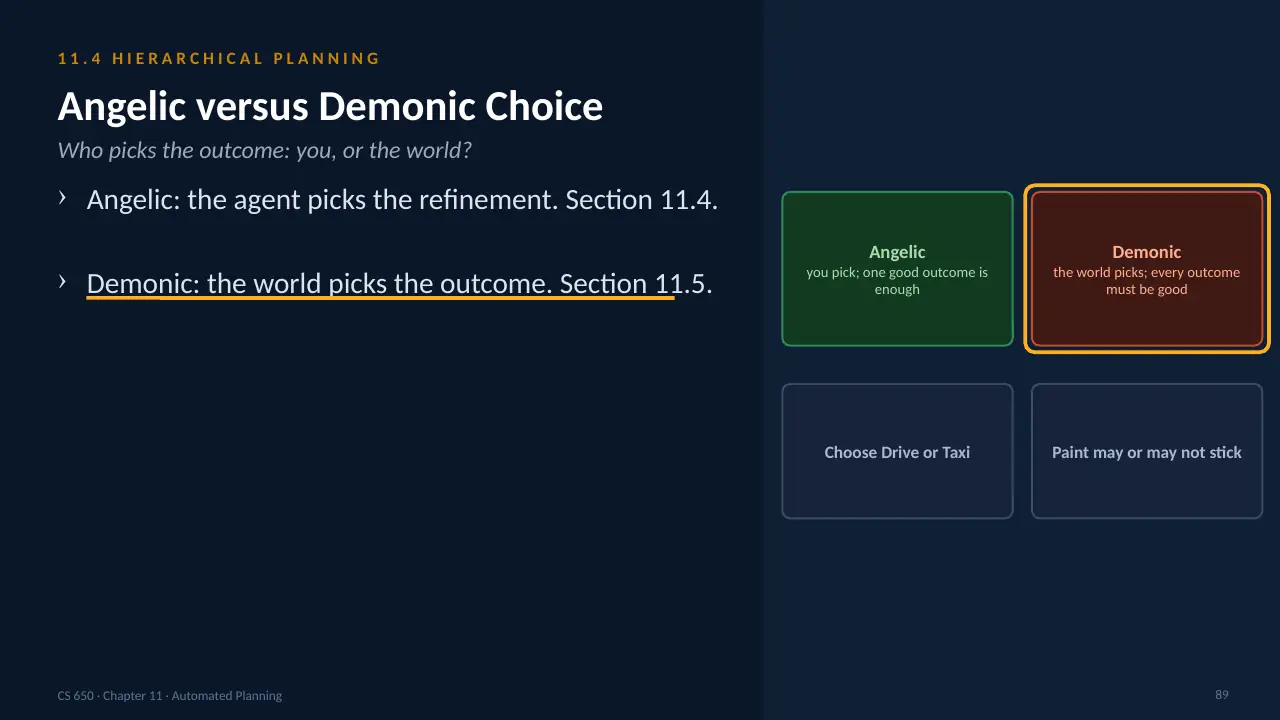 11.4 HIERARCHICAL PLANNING
Angelic versus Demonic Choice
Who picks the outcome: you, or the world?
› Angelic: the agent picks the refinement. Section 11.4.
› Demonic: the world picks the outcome. Section 11.5.
Angelic
you pick; one good outcome is
enough
Demonic
the world picks; every outcome
must be good
Choose Drive or Taxi
Paint may or may not stick
CS 650 · Chapter 11 · Automated Planning
89